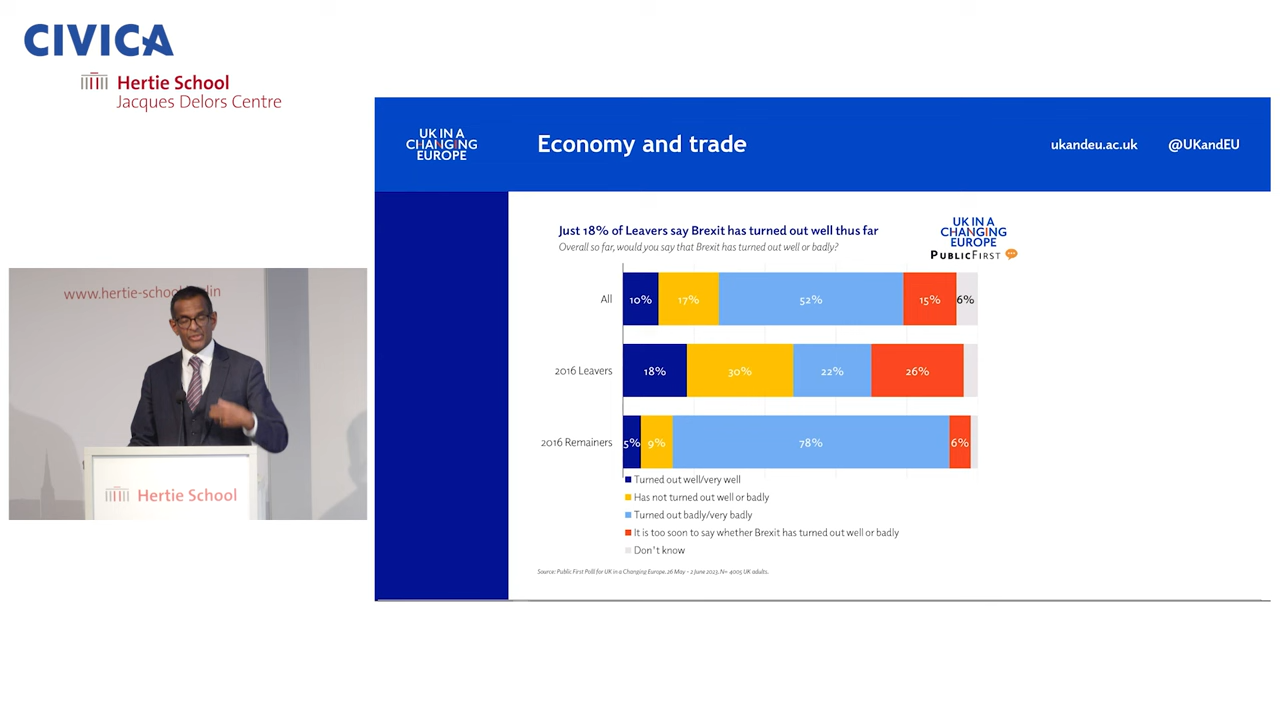 CIVICA
Hertie School
Jacques Delors Centre
UK IN A
CHANGING
EUROPE
Economy and trade
ukandeu.ac.uk
@UKandEU
Just 18% of Leavers say Brexit has turned out well thus far
Overall so far, would you say that Brexit has turned out well or badly?
UK IN A
CHANGING
EUROPE
PUBLICFIRST
All
10%
17%
52%
15%
6%
2016 Leavers
18%
30%
22%
26%
2016 Remainers
5%
9%
78%
6%
Turned out well/very well
Has not turned out well or badly
Turned out badly/very badly
It is too soon to say whether Brexit has turned out well or badly
Don't know
Source: Public First Poll for UK in a Changing Europe. 26 May – 2 June 2023. N= 4005 UK adults.
Hertie School